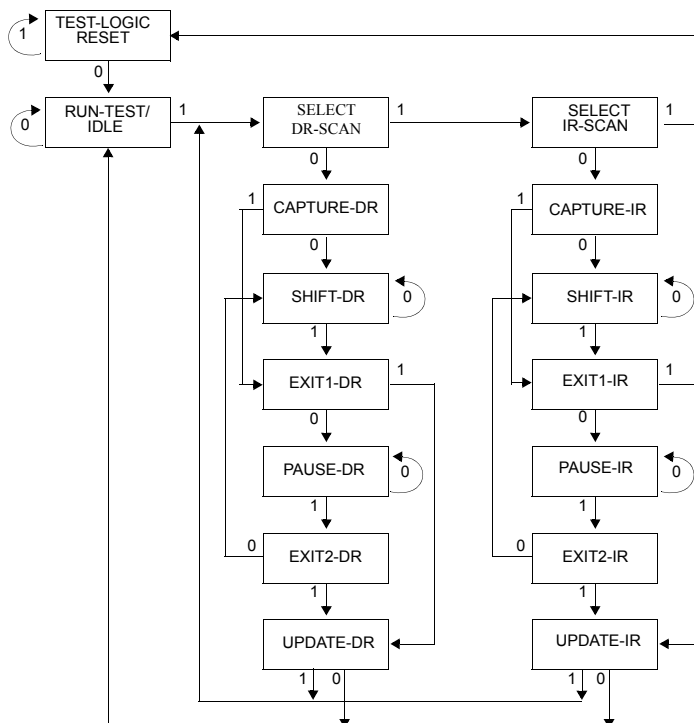 TEST-LOGIC
RESET
1
0
RUN-TEST/
IDLE
0
1
SELECT
DR-SCAN
1
SELECT
IR-SCAN
1
0
0
1
CAPTURE-DR
1
CAPTURE-IR
0
0
SHIFT-DR
0
SHIFT-IR
0
1
1
EXIT1-DR
1
EXIT1-IR
1
0
0
PAUSE-DR
0
PAUSE-IR
0
1
1
0
EXIT2-DR
0
EXIT2-IR
1
1
UPDATE-DR
UPDATE-IR
1 0
1 0